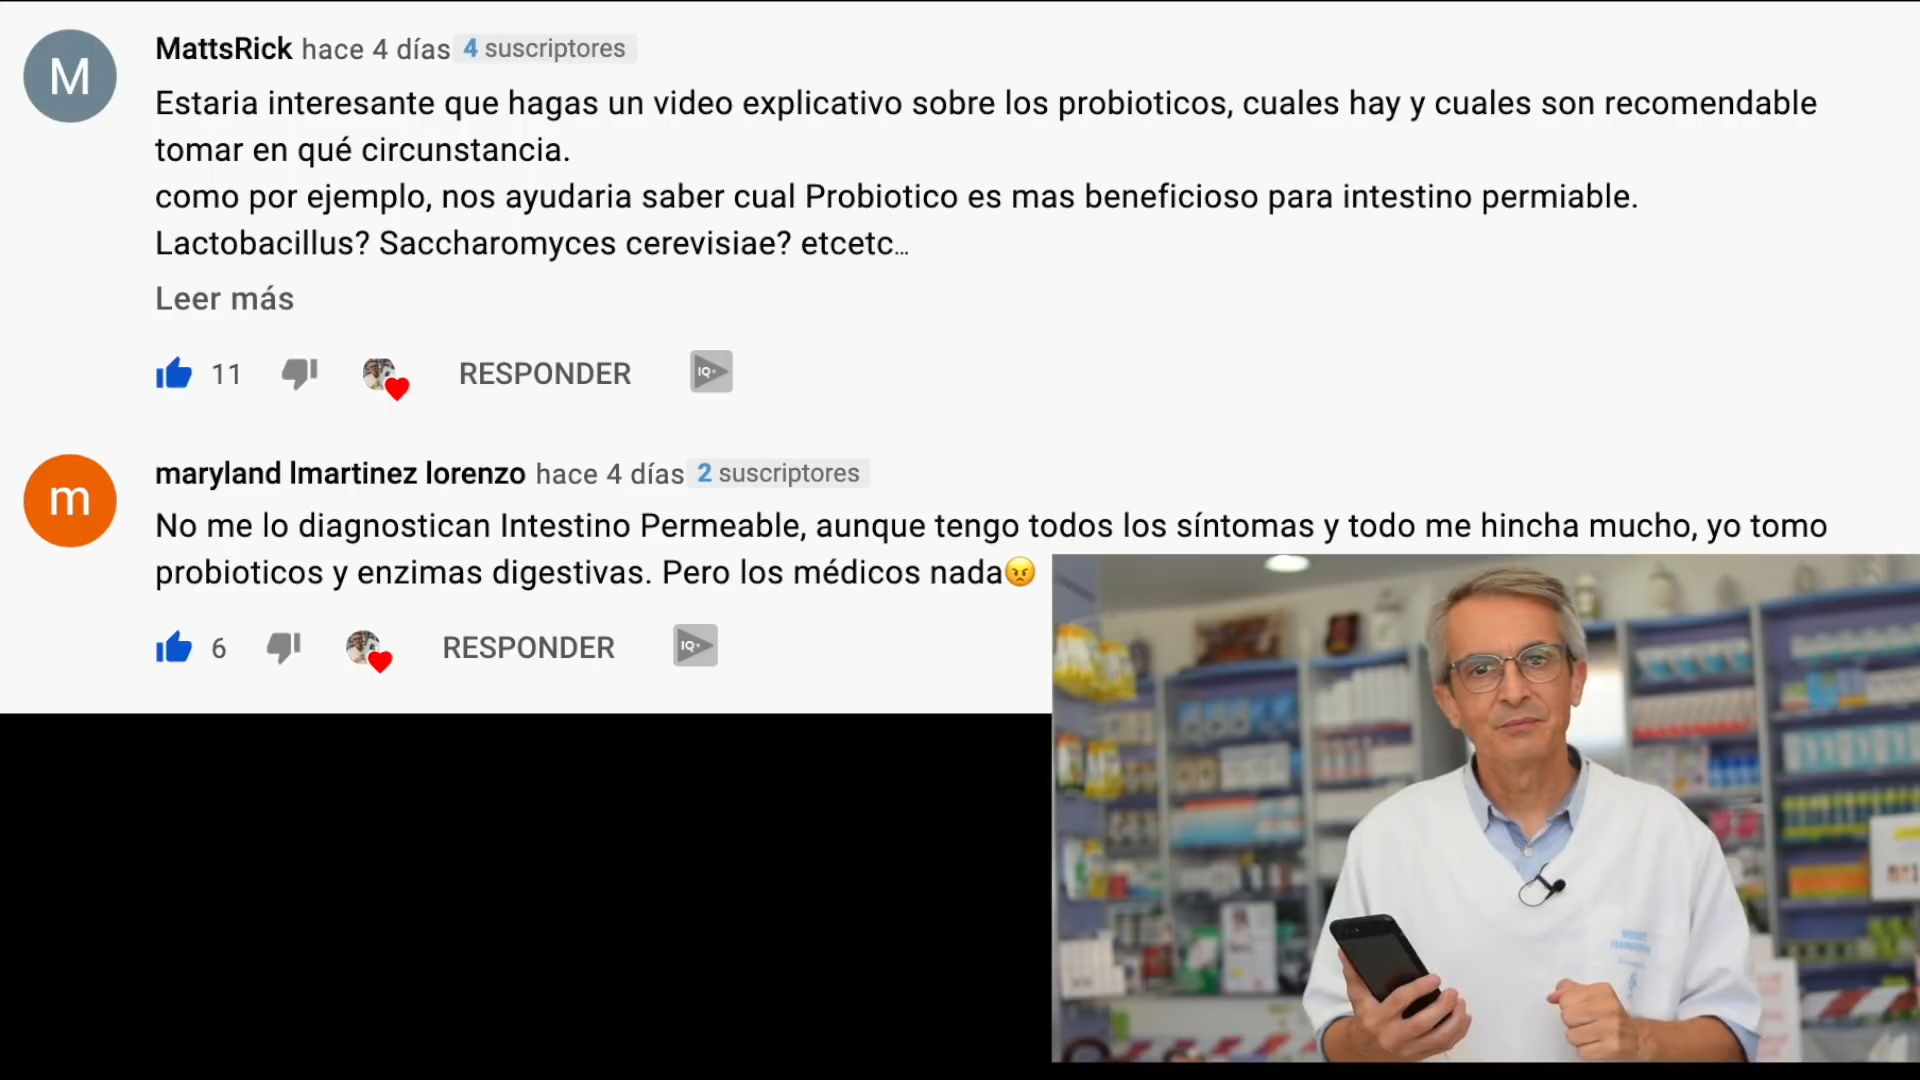 M
MattsRick hace 4 días 4 suscriptores
Estaria interesante que hagas un video explicativo sobre los probioticos, cuales hay y cuales son recomendable
tomar en qué circunstancia.
como por ejemplo, nos ayudaria saber cual Probiotico es mas beneficioso para intestino permiable.
Lactobacillus? Saccharomyces cerevisiae? etcetc...
Leer más
11 RESPONDER IQ+
m
maryland lmartinez lorenzo hace 4 días 2 suscriptores
No me lo diagnostican Intestino Permeable, aunque tengo todos los síntomas y todo me hincha mucho, yo tomo
probioticos y enzimas digestivas. Pero los médicos nada😠
6 RESPONDER IQ+